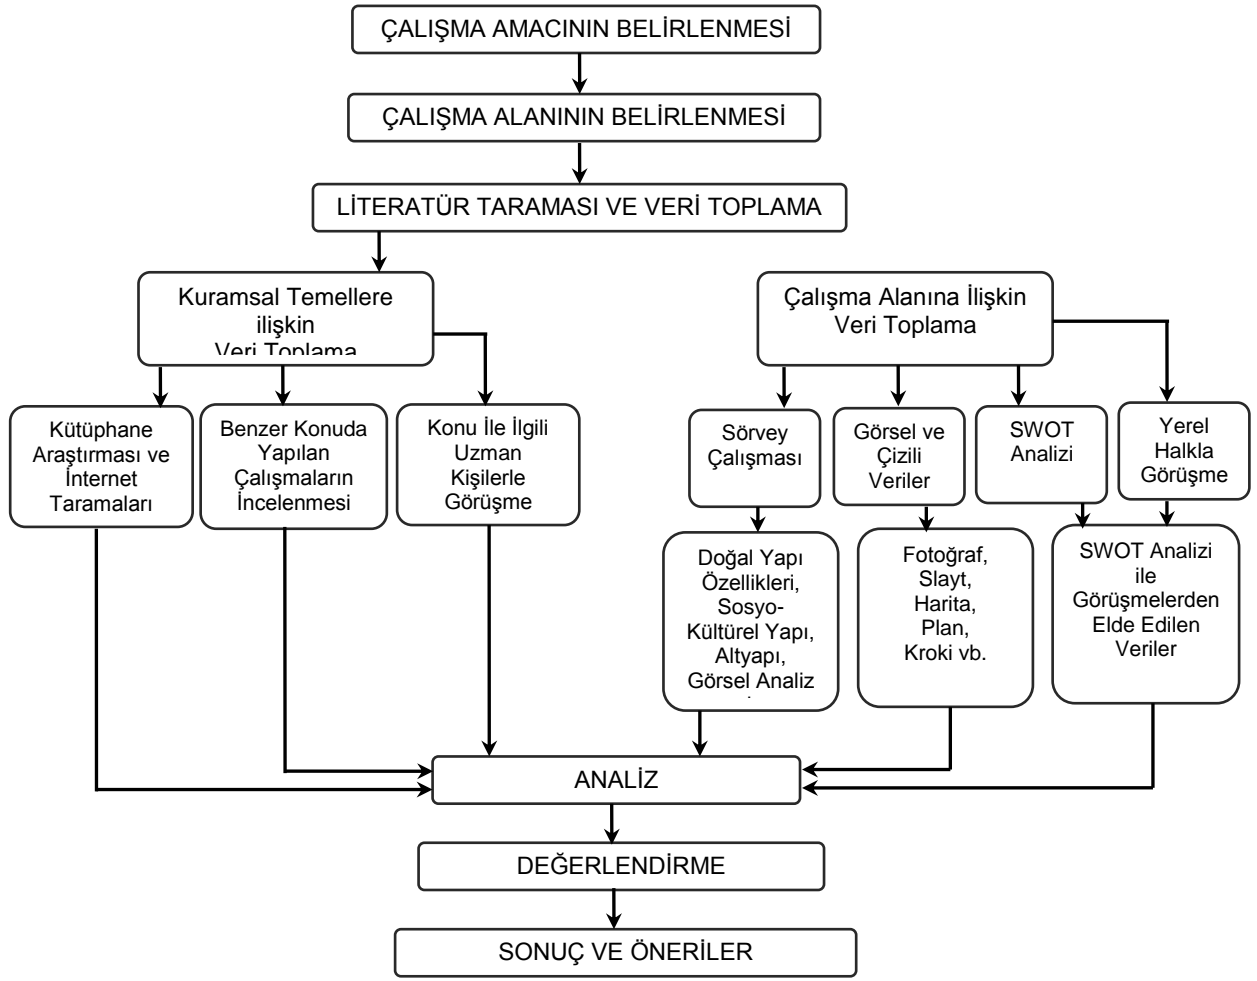 ÇALIŞMA AMACININ BELİRLENMESİ
ÇALIŞMA ALANININ BELİRLENMESİ
LİTERATÜR TARAMASI VE VERİ TOPLAMA
Kuramsal Temellere
ilişkin
Veri Toplama
Çalışma Alanına İlişkin
Veri Toplama
Kütüphane
Araştırması ve
İnternet
Taramaları
Benzer Konuda
Yapılan
Çalışmaların
İncelenmesi
Konu İle İlgili
Uzman
Kişilerle
Görüşme
Sörvey
Çalışması
Görsel ve
Çizili
Veriler
SWOT
Analizi
Yerel
Halkla
Görüşme
Doğal Yapı
Özellikleri,
Sosyo-
Kültürel Yapı,
Altyapı,
Görsel Analiz
Fotoğraf,
Slayt,
Harita,
Plan,
Kroki vb.
SWOT Analizi
ile
Görüşmelerden
Elde Edilen
Veriler
ANALİZ
DEĞERLENDİRME
SONUÇ VE ÖNERİLER